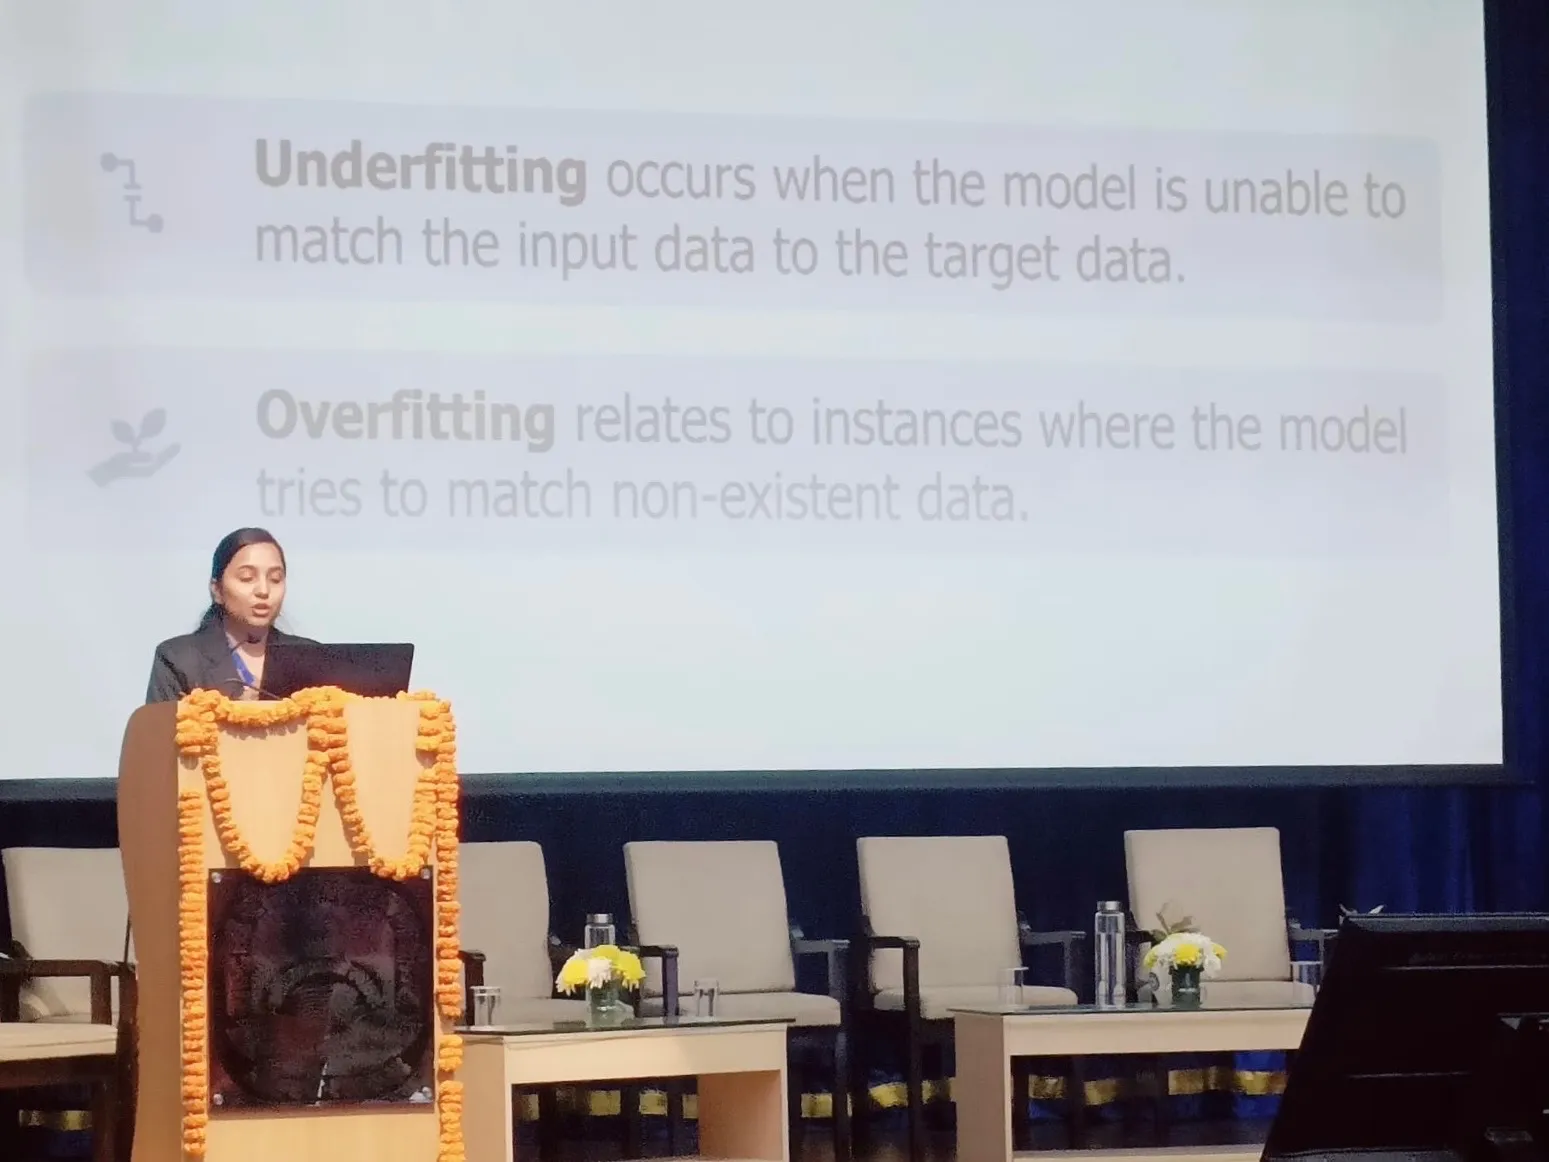 Underfitting occurs when the model is unable to
match the input data to the target data.
Overfitting relates to instances where the model
tries to match non-existent data.